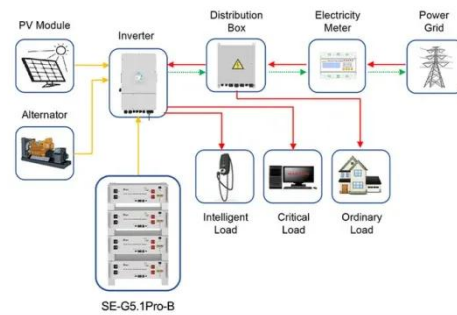 PV Module
Inverter
Distribution
Box
Electricity
Meter
Power
Grid
Alternator
Intelligent
Load
Critical
Load
Ordinary
Load
SE-G5.1Pro-B